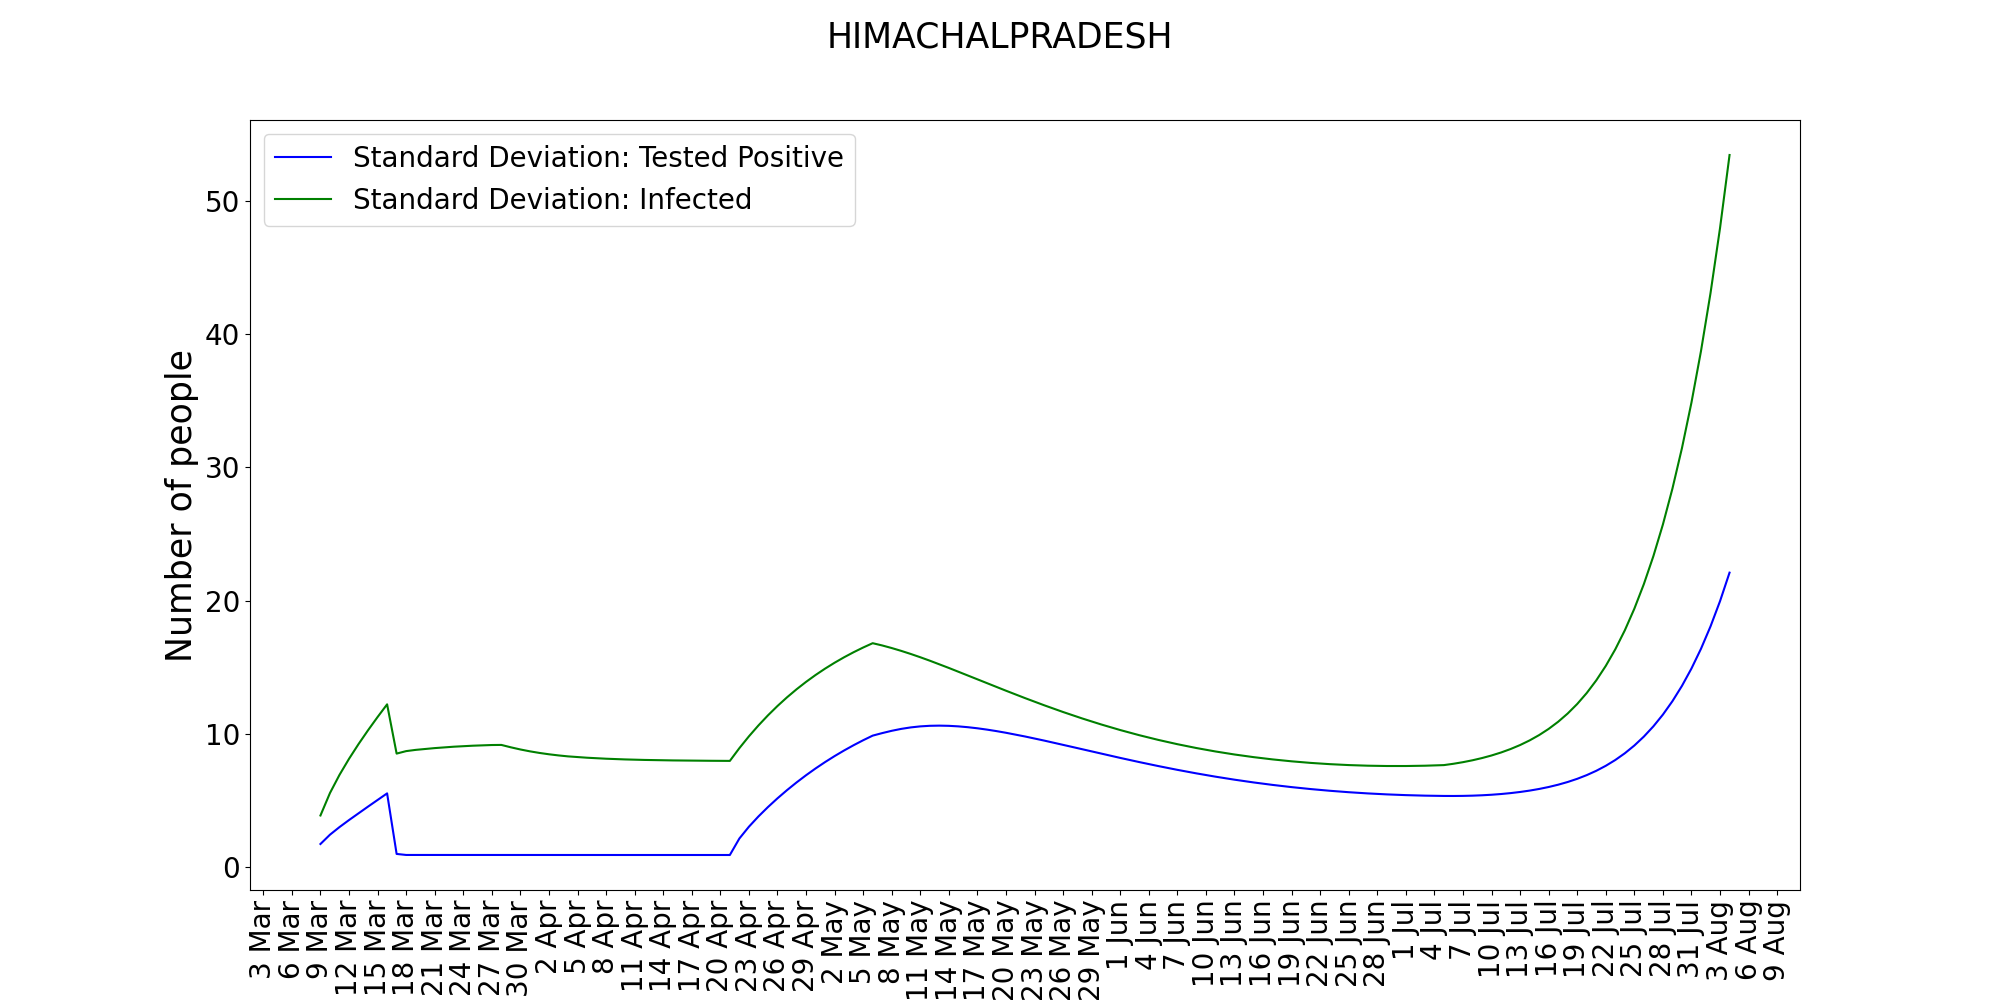 HIMACHALPRADESH
Standard Deviation: Tested Positive
Standard Deviation: Infected
Number of people
50
40
30
20
10
0
3 Mar
6 Mar
9 Mar
12 Mar
15 Mar
18 Mar
21 Mar
24 Mar
27 Mar
30 Mar
2 Apr
5 Apr
8 Apr
11 Apr
14 Apr
17 Apr
20 Apr
23 Apr
26 Apr
29 Apr
2 May
5 May
8 May
11 May
14 May
17 May
20 May
23 May
26 May
29 May
1 Jun
4 Jun
7 Jun
10 Jun
13 Jun
16 Jun
19 Jun
22 Jun
25 Jun
28 Jun
1 Jul
4 Jul
7 Jul
10 Jul
13 Jul
16 Jul
19 Jul
22 Jul
25 Jul
28 Jul
31 Jul
3 Aug
6 Aug
9 Aug